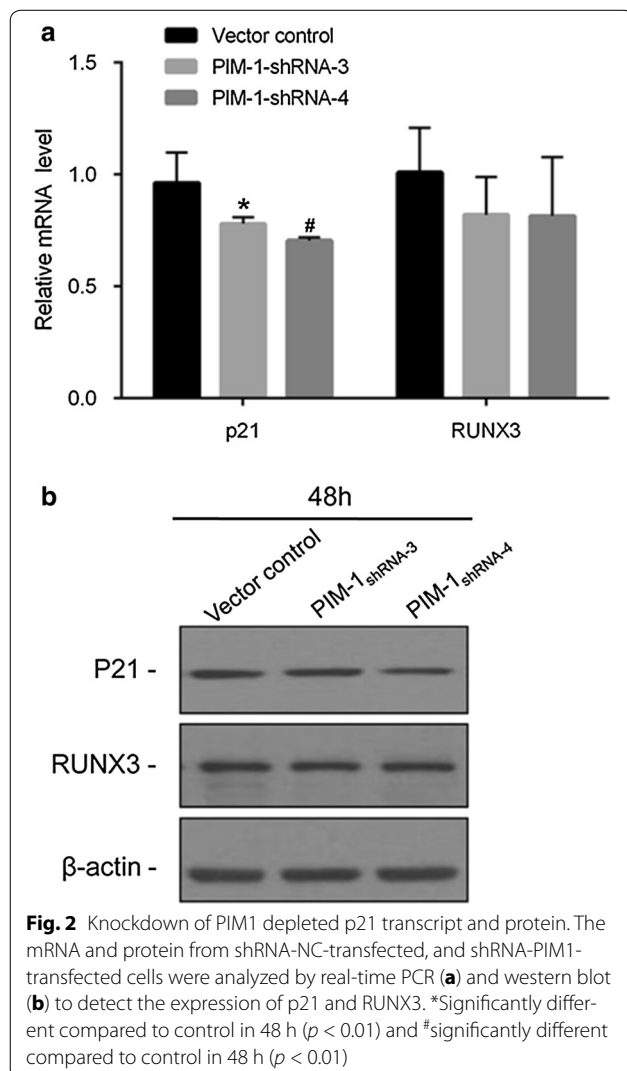 a
Vector control
PIM-1-shRNA-3
PIM-1-shRNA-4
Relative mRNA level
1.5
1.0
0.5
0.0
*
#
p21
RUNX3
b
48h
Vector control
PIM-1shRNA-3
PIM-1shRNA-4
P21 -
RUNX3 -
β-actin -
Fig. 2 Knockdown of PIM1 depleted p21 transcript and protein. The
mRNA and protein from shRNA-NC-transfected, and shRNA-PIM1-
transfected cells were analyzed by real-time PCR (a) and western blot
(b) to detect the expression of p21 and RUNX3. *Significantly differ-
ent compared to control in 48 h (p < 0.01) and #significantly different
compared to control in 48 h (p < 0.01)